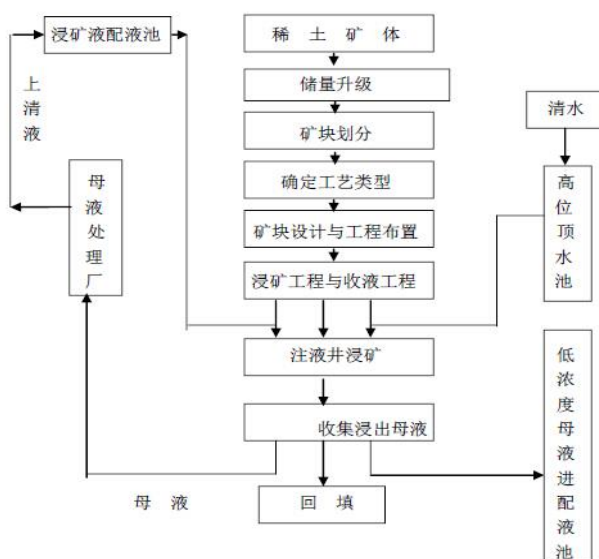 浸矿液配液池
稀土矿体
上清液
储量升级
清水
矿块划分
母液处理厂
确定工艺类型
高位顶水池
矿块设计与工程布置
浸矿工程与收液工程
注液井浸矿
低浓度母液进配液池
收集浸出母液
母液
回填